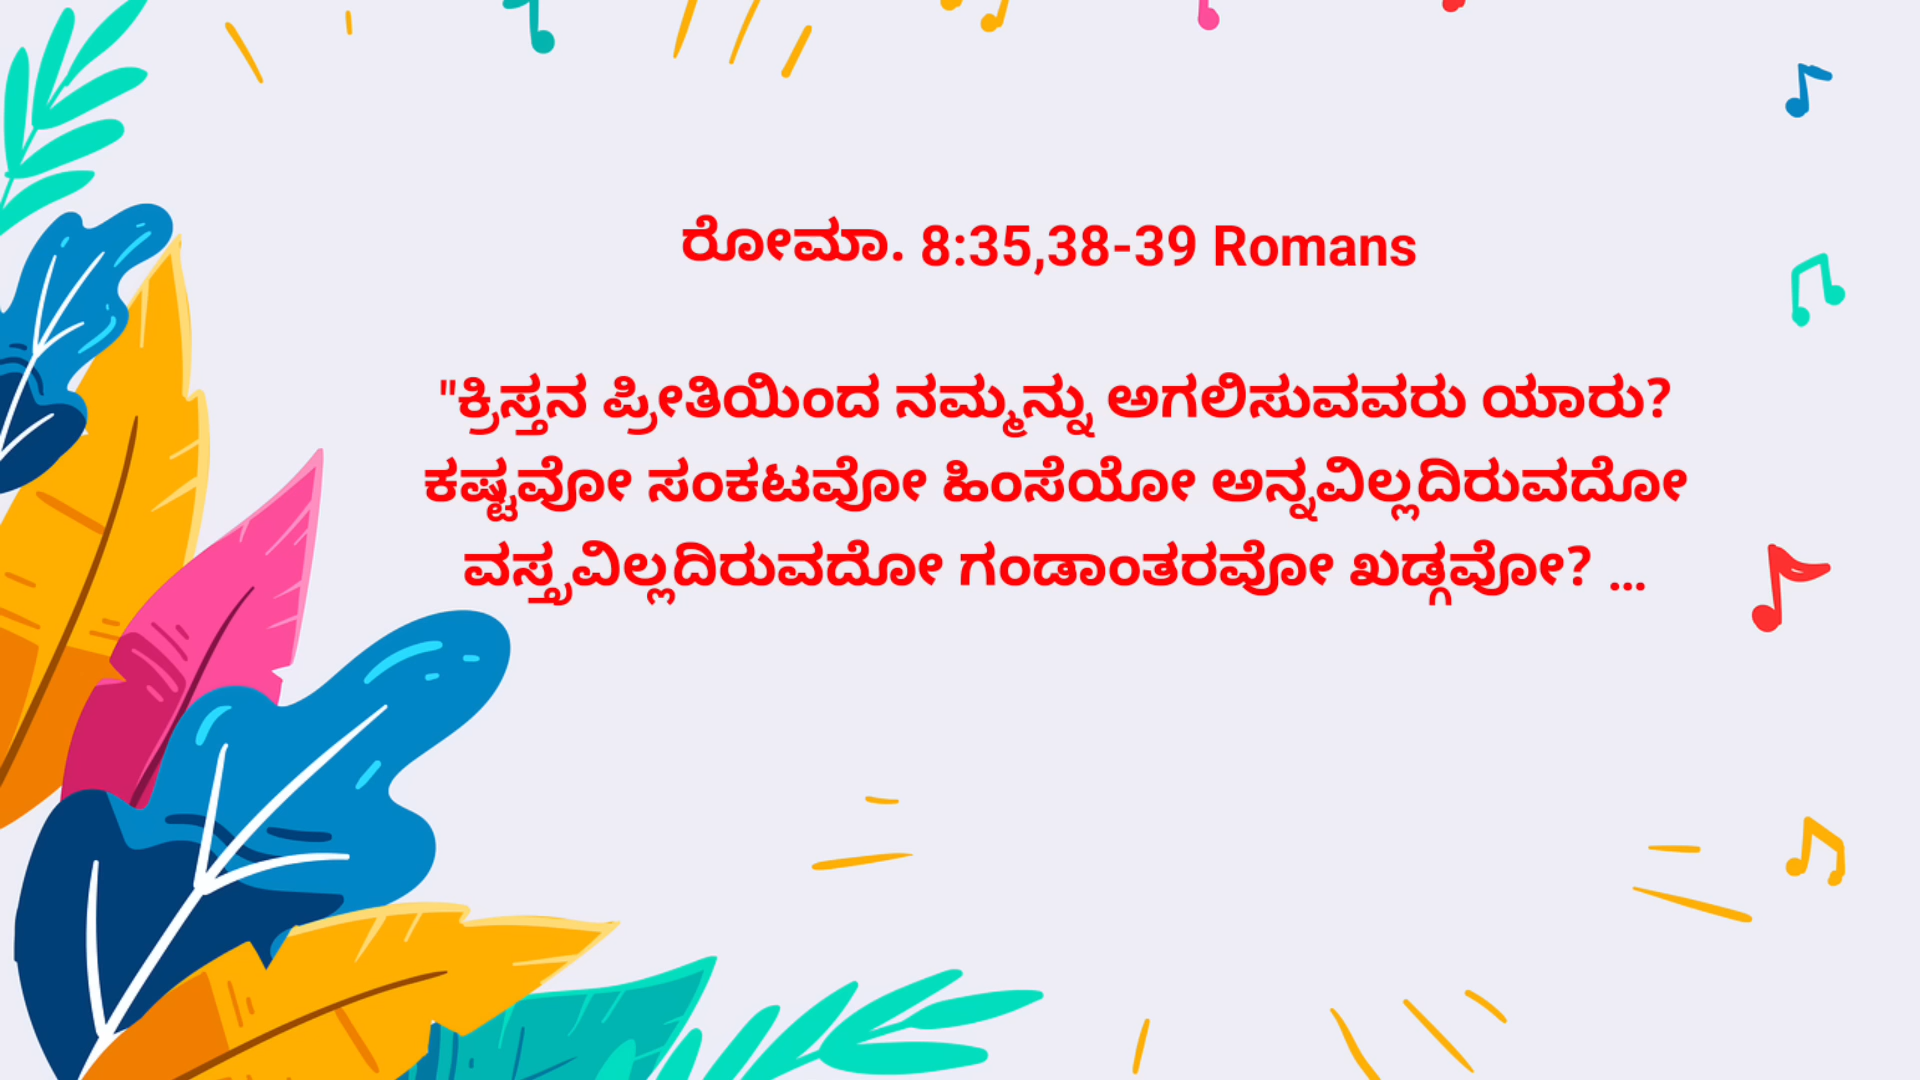 ರೋಮಾ. 8:35,38-39 Romans
"ಕ್ರಿಸ್ತನ ಪ್ರೀತಿಯಿಂದ ನಮ್ಮನ್ನು ಅಗಲಿಸುವವರು ಯಾರು?
ಕಷ್ಟವೋ ಸಂಕಟವೋ ಹಿಂಸೆಯೋ ಅನ್ನವಿಲ್ಲದಿರುವದೋ
ವಸ್ತ್ರವಿಲ್ಲದಿರುವದೋ ಗಂಡಾಂತರವೋ ಖಡ್ಗವೋ? ...